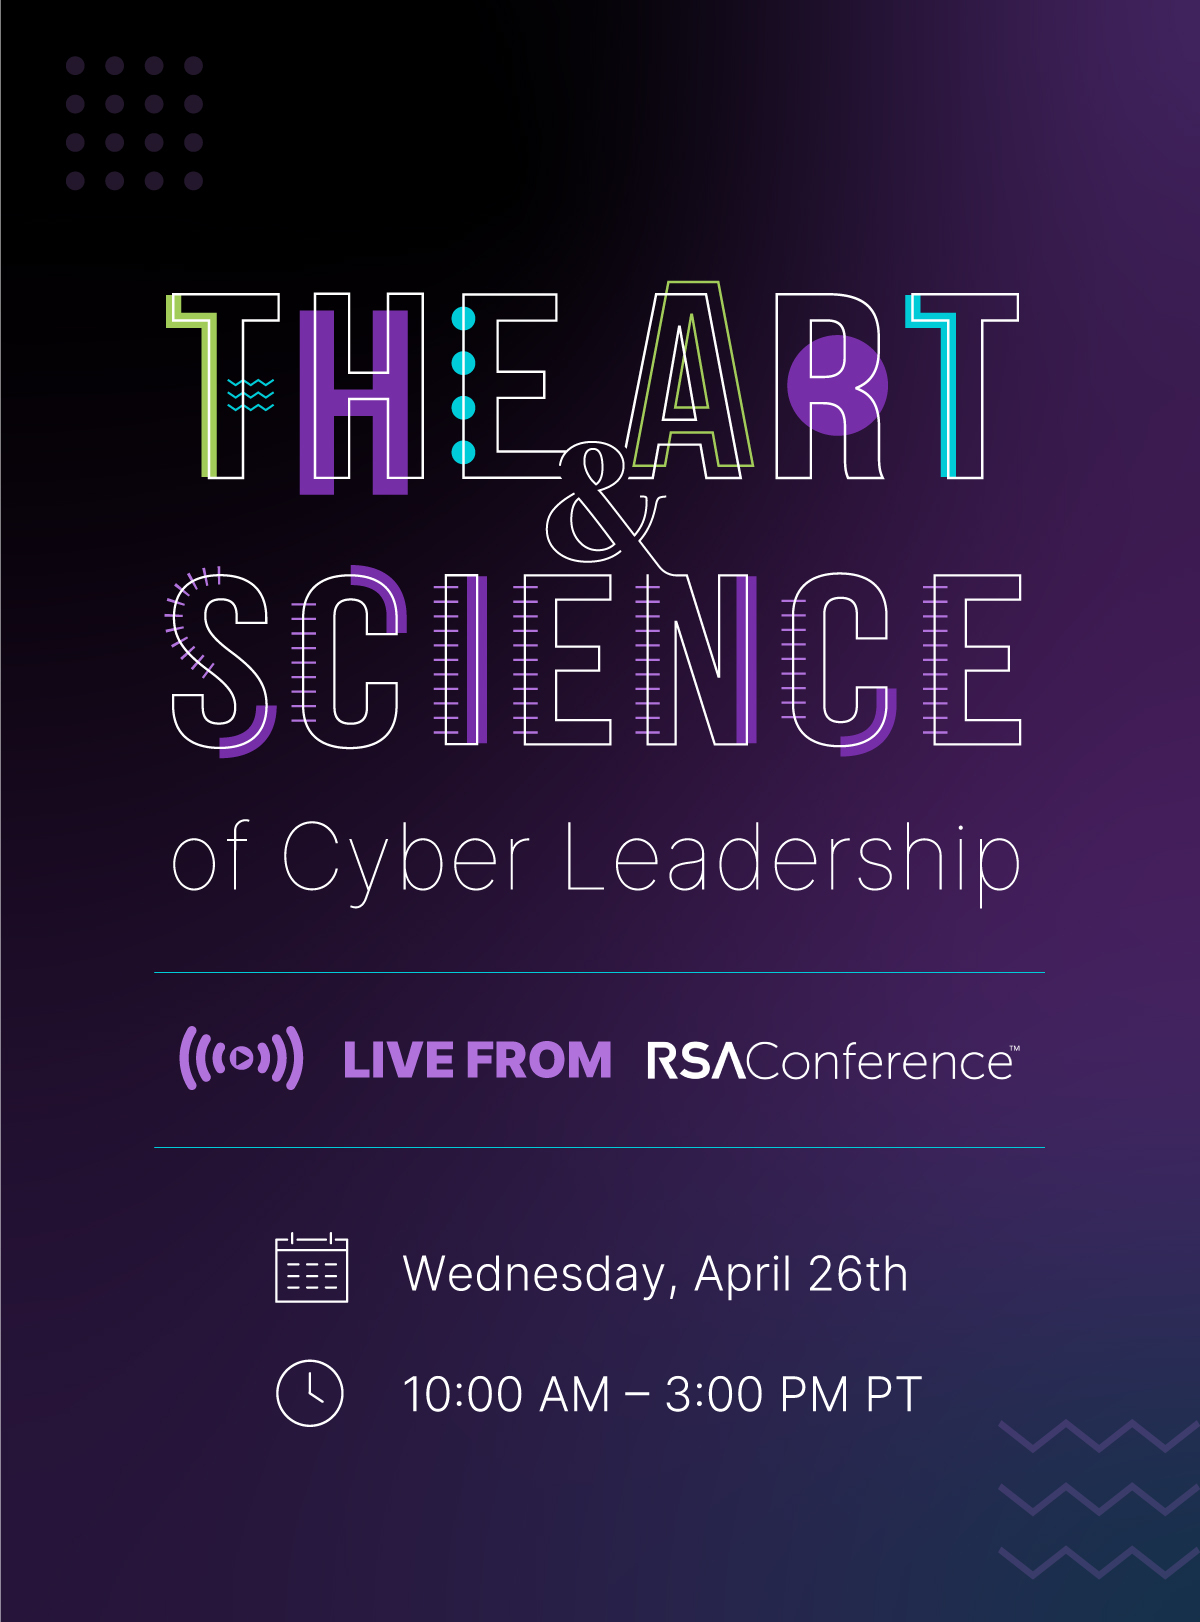 THE ART
&
SCIENCE
of Cyber Leadership
LIVE FROM RSAConference™
Wednesday, April 26th
10:00 AM – 3:00 PM PT